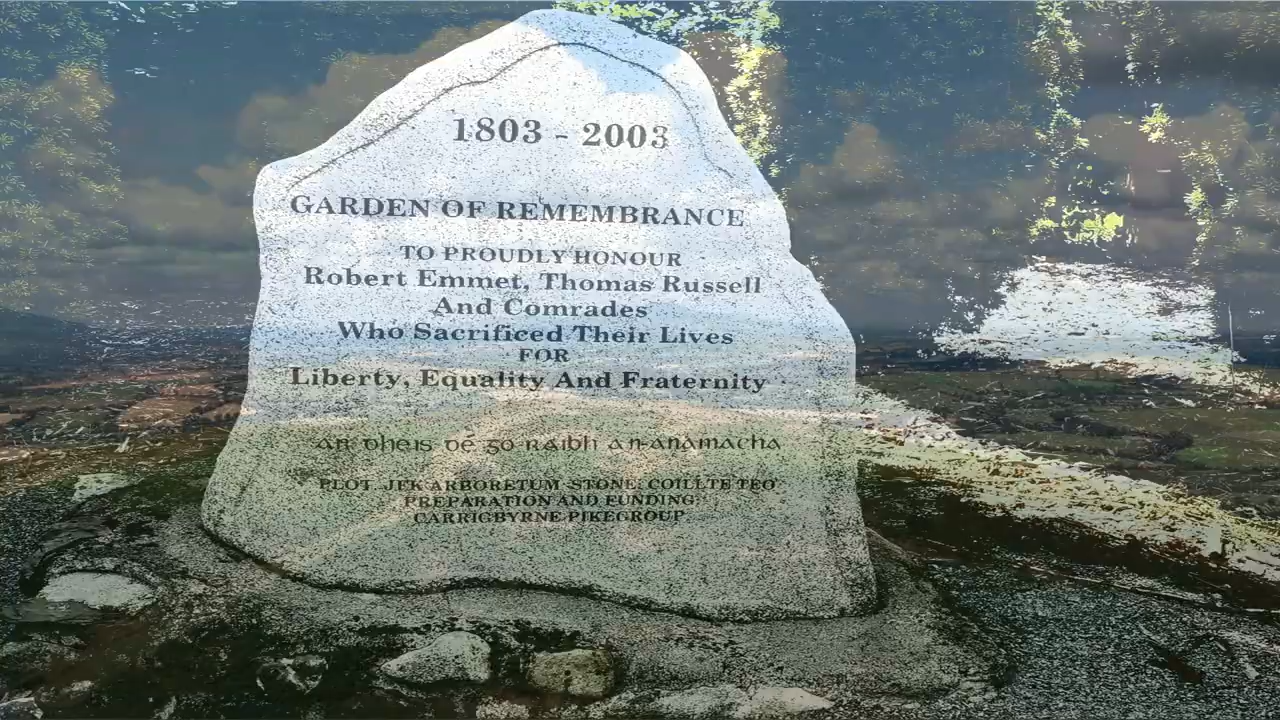 1803 - 2003
GARDEN OF REMEMBRANCE
TO PROUDLY HONOUR
Robert Emmet, Thomas Russell
And Comrades
Who Sacrificed Their Lives
FOR
Liberty, Equality And Fraternity
ar dheis dé go raibh a n-anamacha
PLOT JFK ARBORETUM STONE: COILLTE TEO
PREPARATION AND FUNDING:
CARRIGBYRNE PIKEGROUP